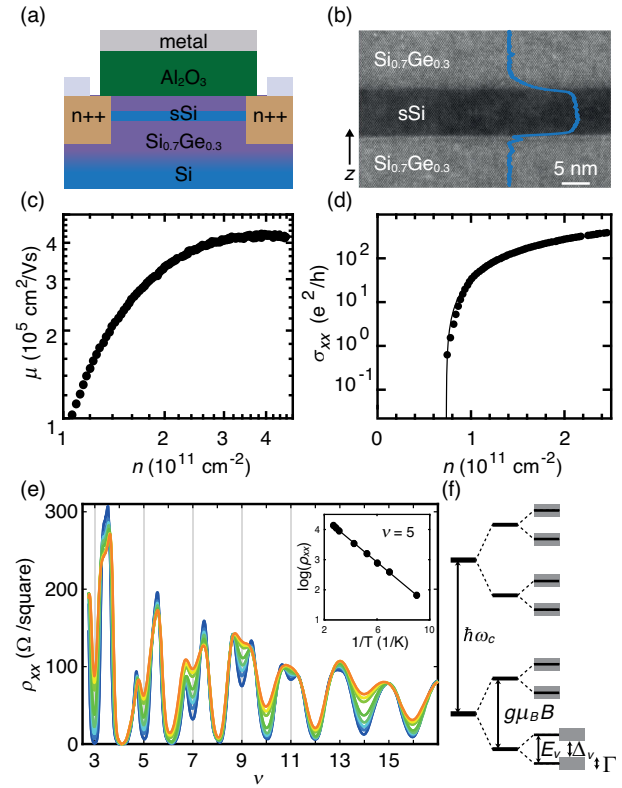 (a)
metal
Al2O3
n++
sSi
n++
Si0.7Ge0.3
Si
(b)
Si0.7Ge0.3
sSi
Si0.7Ge0.3
z
5 nm
(c)
μ (10^5 cm^2/Vs)
4
2
1
1
2
3
4
n (10^11 cm^-2)
(d)
σxx (e^2/h)
10^2
10^1
10^0
10^-1
0
1
2
n (10^11 cm^-2)
(e)
ρxx (Ω /square)
300
200
100
0
3
5
7
9
11
13
15
ν
log(ρxx)
4
3
2
1
ν = 5
2
4
6
8
10
1/T (1/K)
(f)
ħωc
gμBB
Ev
Δv
Γ